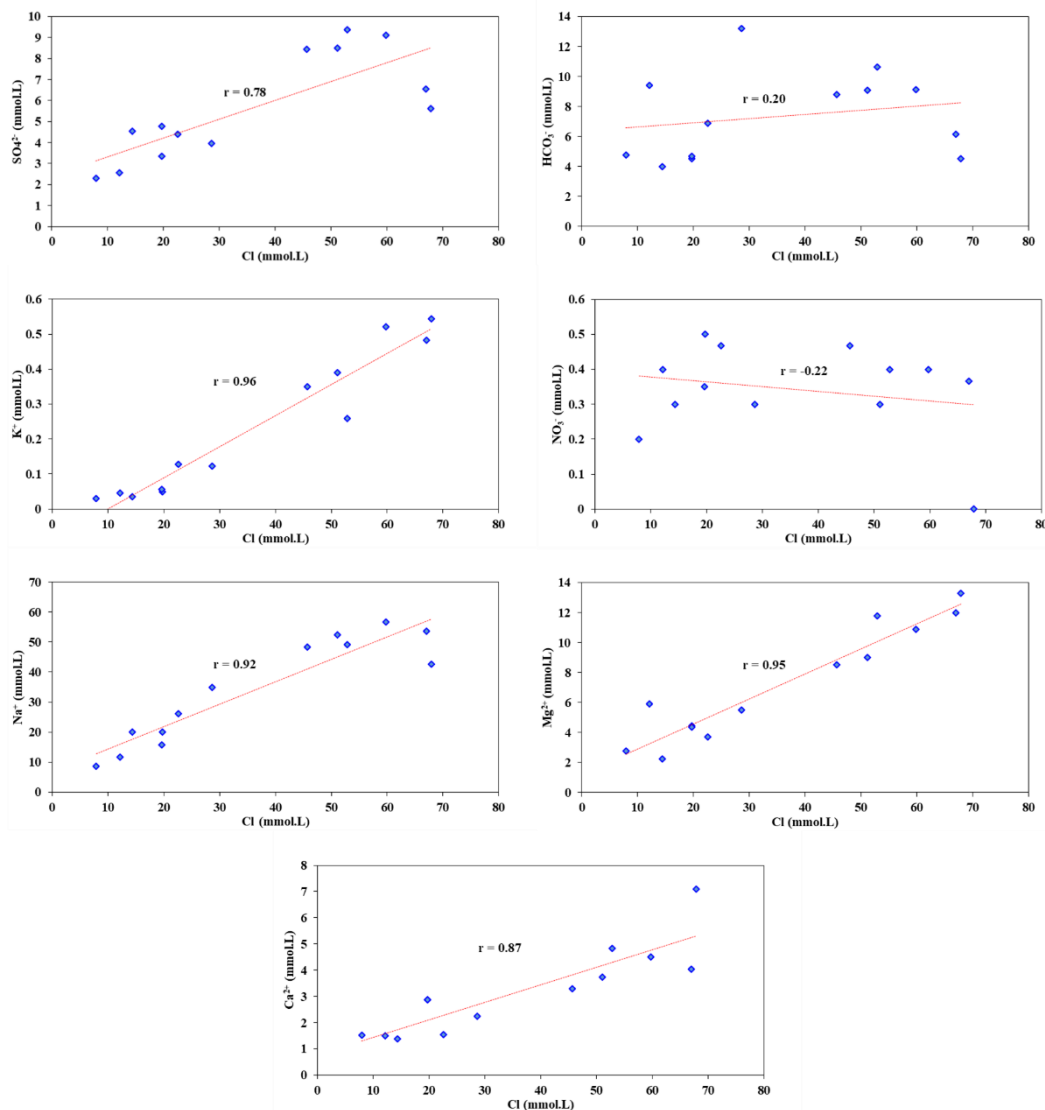 10
9
8
7
6
5
4
3
2
1
0
SO4²⁻ (mmol.L)
r = 0.78
0 10 20 30 40 50 60 70 80
Cl (mmol.L)
14
12
10
8
6
4
2
0
HCO₃⁻ (mmol.L)
r = 0.20
0 10 20 30 40 50 60 70 80
Cl (mmol.L)
0.6
0.5
0.4
0.3
0.2
0.1
0
K⁺ (mmol.L)
r = 0.96
0 10 20 30 40 50 60 70 80
Cl (mmol.L)
0.6
0.5
0.4
0.3
0.2
0.1
0
NO₃⁻ (mmol.L)
r = -0.22
0 10 20 30 40 50 60 70 80
Cl (mmol.L)
70
60
50
40
30
20
10
0
Na⁺ (mmol.L)
r = 0.92
0 10 20 30 40 50 60 70 80
Cl (mmol.L)
14
12
10
8
6
4
2
0
Mg²⁺ (mmol.L)
r = 0.95
0 10 20 30 40 50 60 70 80
Cl (mmol.L)
8
7
6
5
4
3
2
1
0
Ca²⁺ (mmol.L)
r = 0.87
0 10 20 30 40 50 60 70 80
Cl (mmol.L)